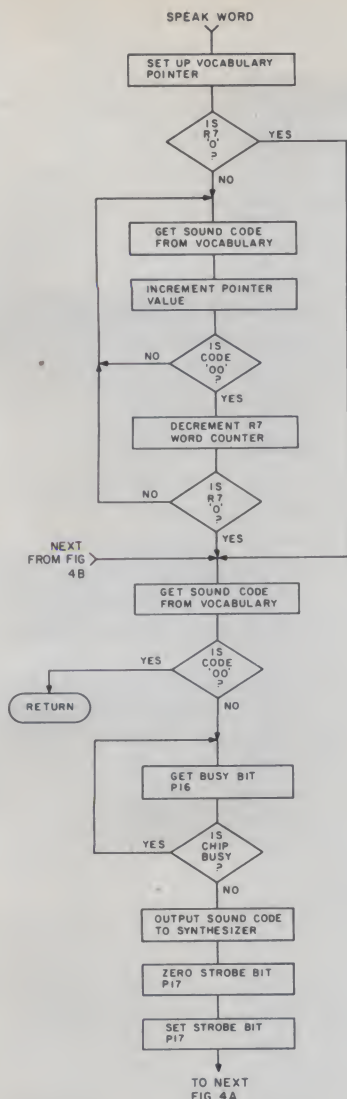 SPEAK WORD
SET UP VOCABULARY
POINTER
IS
R7
'0'
?
YES
NO
GET SOUND CODE
FROM VOCABULARY
INCREMENT POINTER
VALUE
IS
CODE
'00'
?
NO
YES
DECREMENT R7
WORD COUNTER
IS
R7
'0'
?
NO
YES
NEXT
FROM FIG
4B
GET SOUND CODE
FROM VOCABULARY
IS
CODE
'00'
?
YES
RETURN
NO
GET BUSY BIT
P16
IS
CHIP
BUSY
?
YES
NO
OUTPUT SOUND CODE
TO SYNTHESIZER
ZERO STROBE BIT
P17
SET STROBE BIT
P17
TO NEXT
FIG 4A